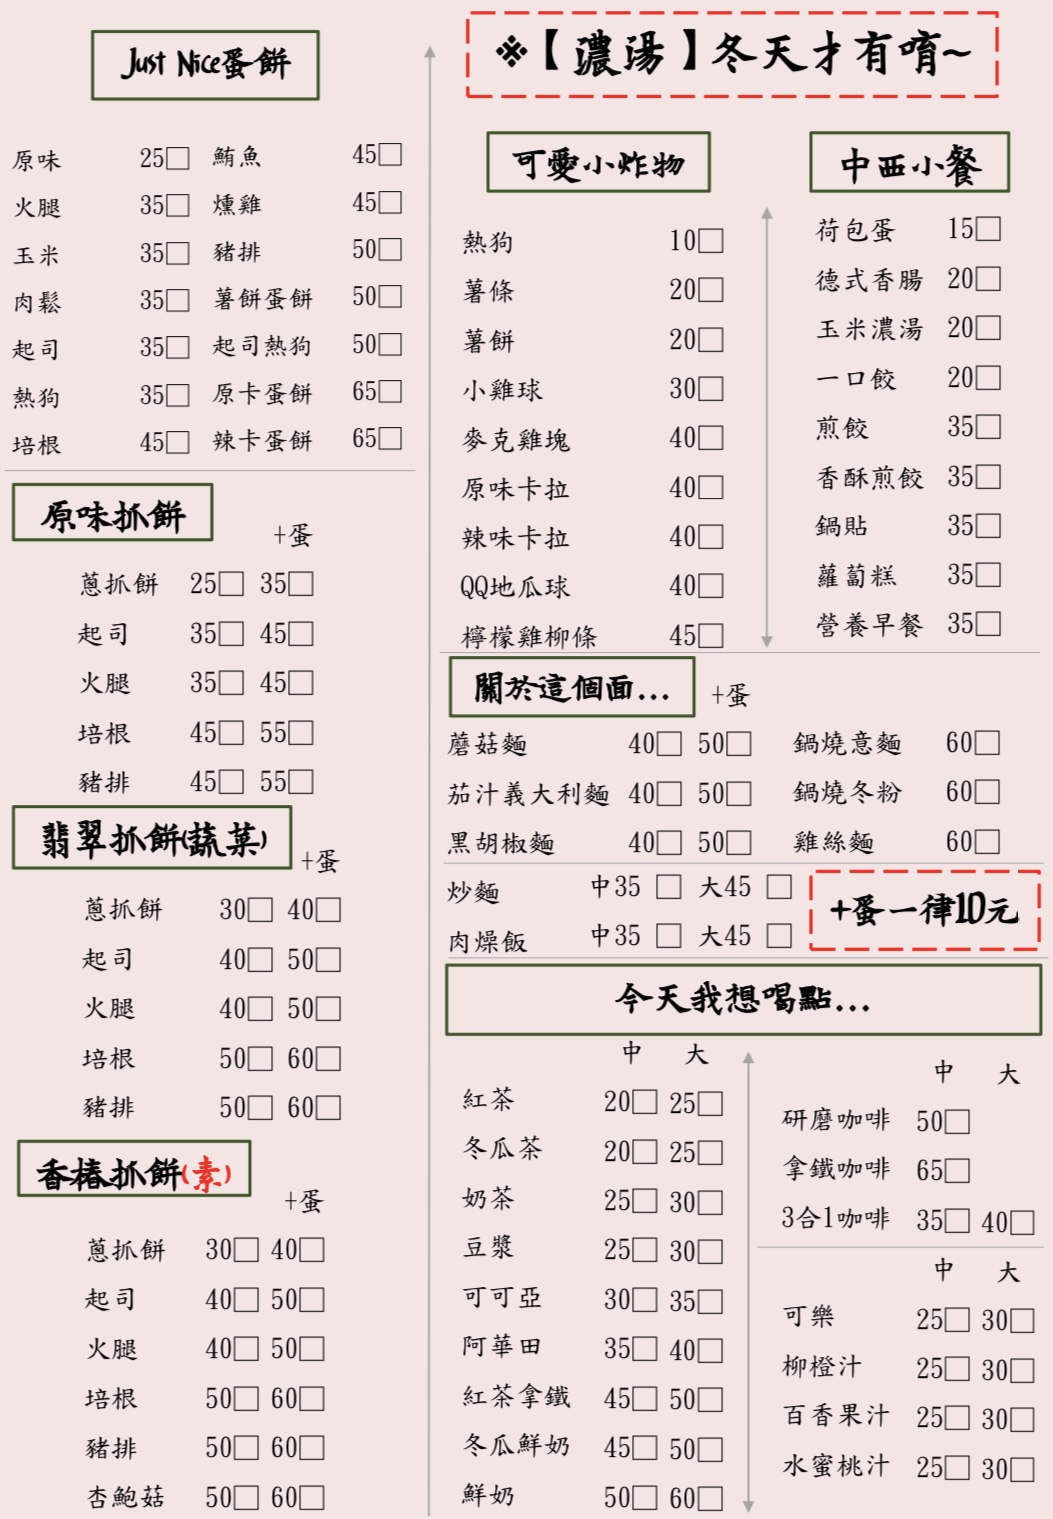 Just Nice蛋餅
原味 25□ 鮪魚 45□
火腿 35□ 燻雞 45□
玉米 35□ 豬排 50□
肉鬆 35□ 薯餅蛋餅 50□
起司 35□ 起司熱狗 50□
熱狗 35□ 原卡蛋餅 65□
培根 45□ 辣卡蛋餅 65□
原味抓餅
+蛋
蔥抓餅 25□ 35□
起司 35□ 45□
火腿 35□ 45□
培根 45□ 55□
豬排 45□ 55□
翡翠抓餅(蔬菜)
+蛋
蔥抓餅 30□ 40□
起司 40□ 50□
火腿 40□ 50□
培根 50□ 60□
豬排 50□ 60□
香椿抓餅(素)
+蛋
蔥抓餅 30□ 40□
起司 40□ 50□
火腿 40□ 50□
培根 50□ 60□
豬排 50□ 60□
杏鮑菇 50□ 60□
※【濃湯】冬天才有唷~
可愛小炸物
熱狗 10□
薯條 20□
薯餅 20□
小雞球 30□
麥克雞塊 40□
原味卡拉 40□
辣味卡拉 40□
QQ地瓜球 40□
檸檬雞柳條 45□
中西小餐
荷包蛋 15□
德式香腸 20□
玉米濃湯 20□
一口餃 20□
煎餃 35□
香酥煎餃 35□
鍋貼 35□
蘿蔔糕 35□
營養早餐 35□
關於這個面...
+蛋
蘑菇麵 40□ 50□ 鍋燒意麵 60□
茄汁義大利麵 40□ 50□ 鍋燒冬粉 60□
黑胡椒麵 40□ 50□ 雞絲麵 60□
炒麵 中35 □ 大45 □
肉燥飯 中35 □ 大45 □
+蛋一律10元
今天我想喝點...
中 大
紅茶 20□ 25□
冬瓜茶 20□ 25□
奶茶 25□ 30□
豆漿 25□ 30□
可可亞 30□ 35□
阿華田 35□ 40□
紅茶拿鐵 45□ 50□
冬瓜鮮奶 45□ 50□
鮮奶 50□ 60□
中 大
研磨咖啡 50□
拿鐵咖啡 65□
3合1咖啡 35□ 40□
中 大
可樂 25□ 30□
柳橙汁 25□ 30□
百香果汁 25□ 30□
水蜜桃汁 25□ 30□